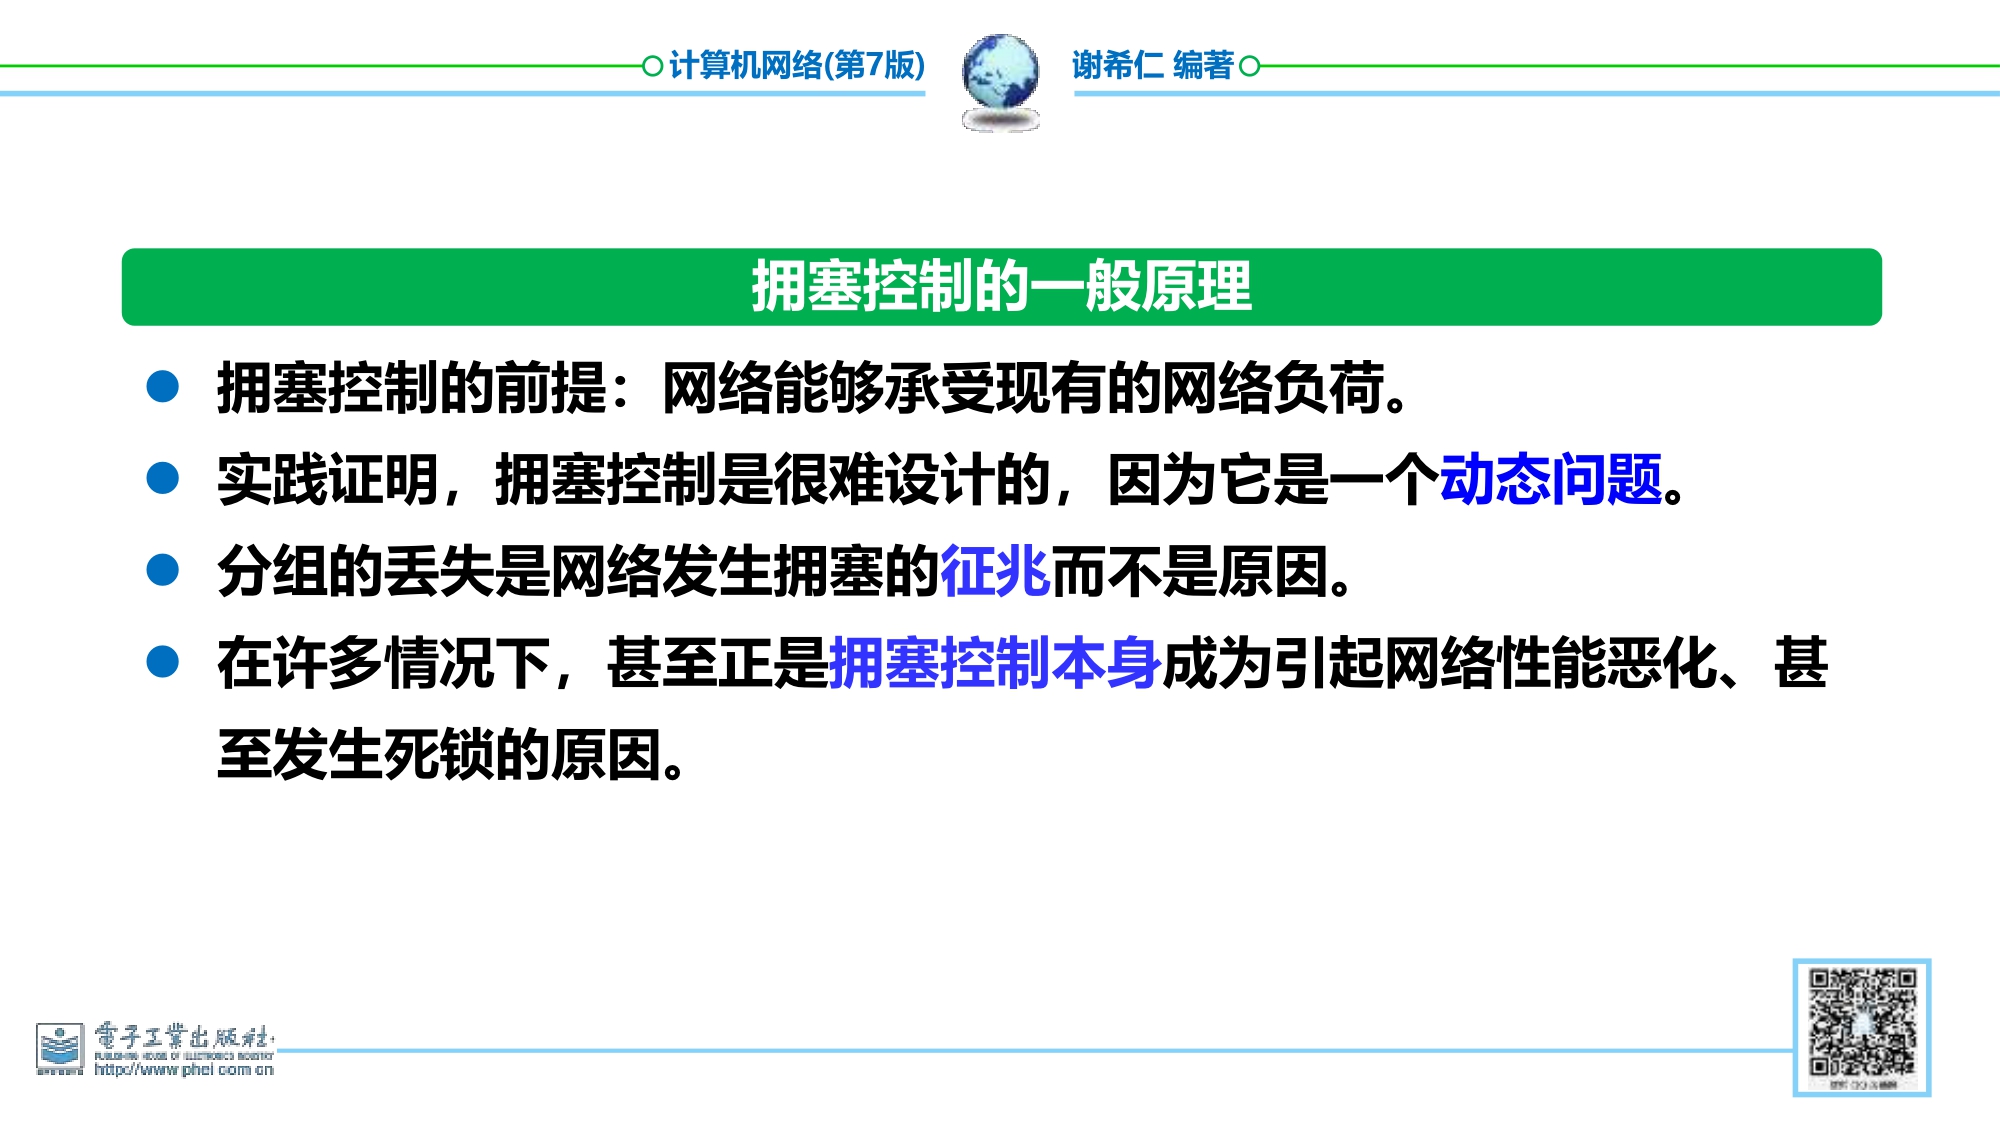 计算机网络(第7版)
谢希仁 编著
拥塞控制的一般原理
拥塞控制的前提：网络能够承受现有的网络负荷。
实践证明，拥塞控制是很难设计的，因为它是一个动态问题。
分组的丢失是网络发生拥塞的征兆而不是原因。
在许多情况下，甚至正是拥塞控制本身成为引起网络性能恶化、甚
至发生死锁的原因。
電子工業出版社
PUBLISHING HOUSE OF ELECTRONICS INDUSTRY
http://www.phei.com.cn